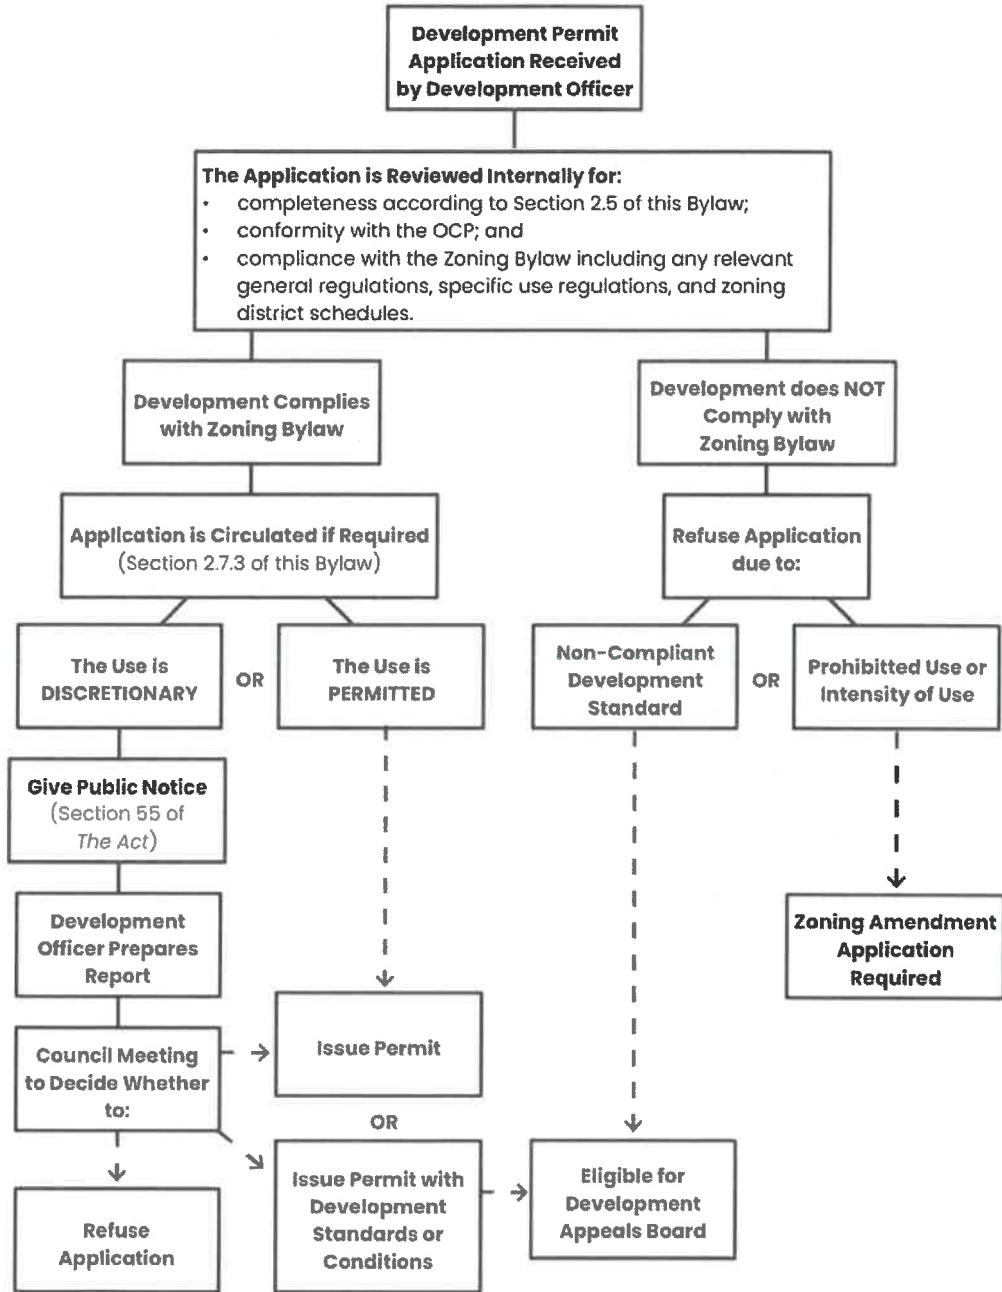 Development Permit
Application Received
by Development Officer
The Application is Reviewed Internally for:
• completeness according to Section 2.5 of this Bylaw;
• conformity with the OCP; and
• compliance with the Zoning Bylaw including any relevant
general regulations, specific use regulations, and zoning
district schedules.
Development Complies
with Zoning Bylaw
Development does NOT
Comply with
Zoning Bylaw
Application is Circulated if Required
(Section 2.7.3 of this Bylaw)
Refuse Application
due to:
The Use is
DISCRETIONARY
OR
The Use is
PERMITTED
Non-Compliant
Development
Standard
OR
Prohibitted Use or
Intensity of Use
Give Public Notice
(Section 55 of
The Act)
Development
Officer Prepares
Report
Zoning Amendment
Application
Required
Council Meeting
to Decide Whether
to:
Issue Permit
OR
Refuse
Application
Issue Permit with
Development
Standards or
Conditions
Eligible for
Development
Appeals Board